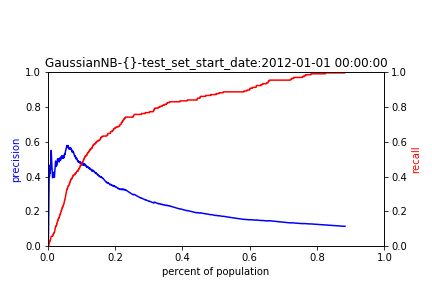 GaussianNB-{}-test_set_start_date:2012-01-01 00:00:00
1.0
0.8
0.6
0.4
0.2
0.0
precision
1.0
0.8
0.6
0.4
0.2
0.0
recall
0.0 0.2 0.4 0.6 0.8 1.0
percent of population